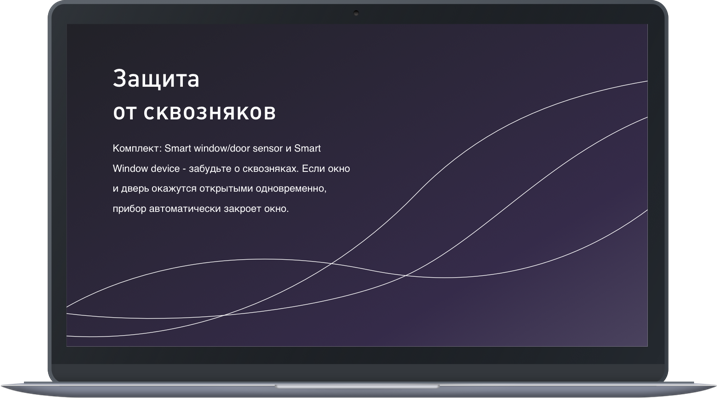 Защита
от сквозняков
Комплект: Smart window/door sensor и Smart
Window device - забудьте о сквозняках. Если окно
и дверь окажутся открытыми одновременно,
прибор автоматически закроет окно.